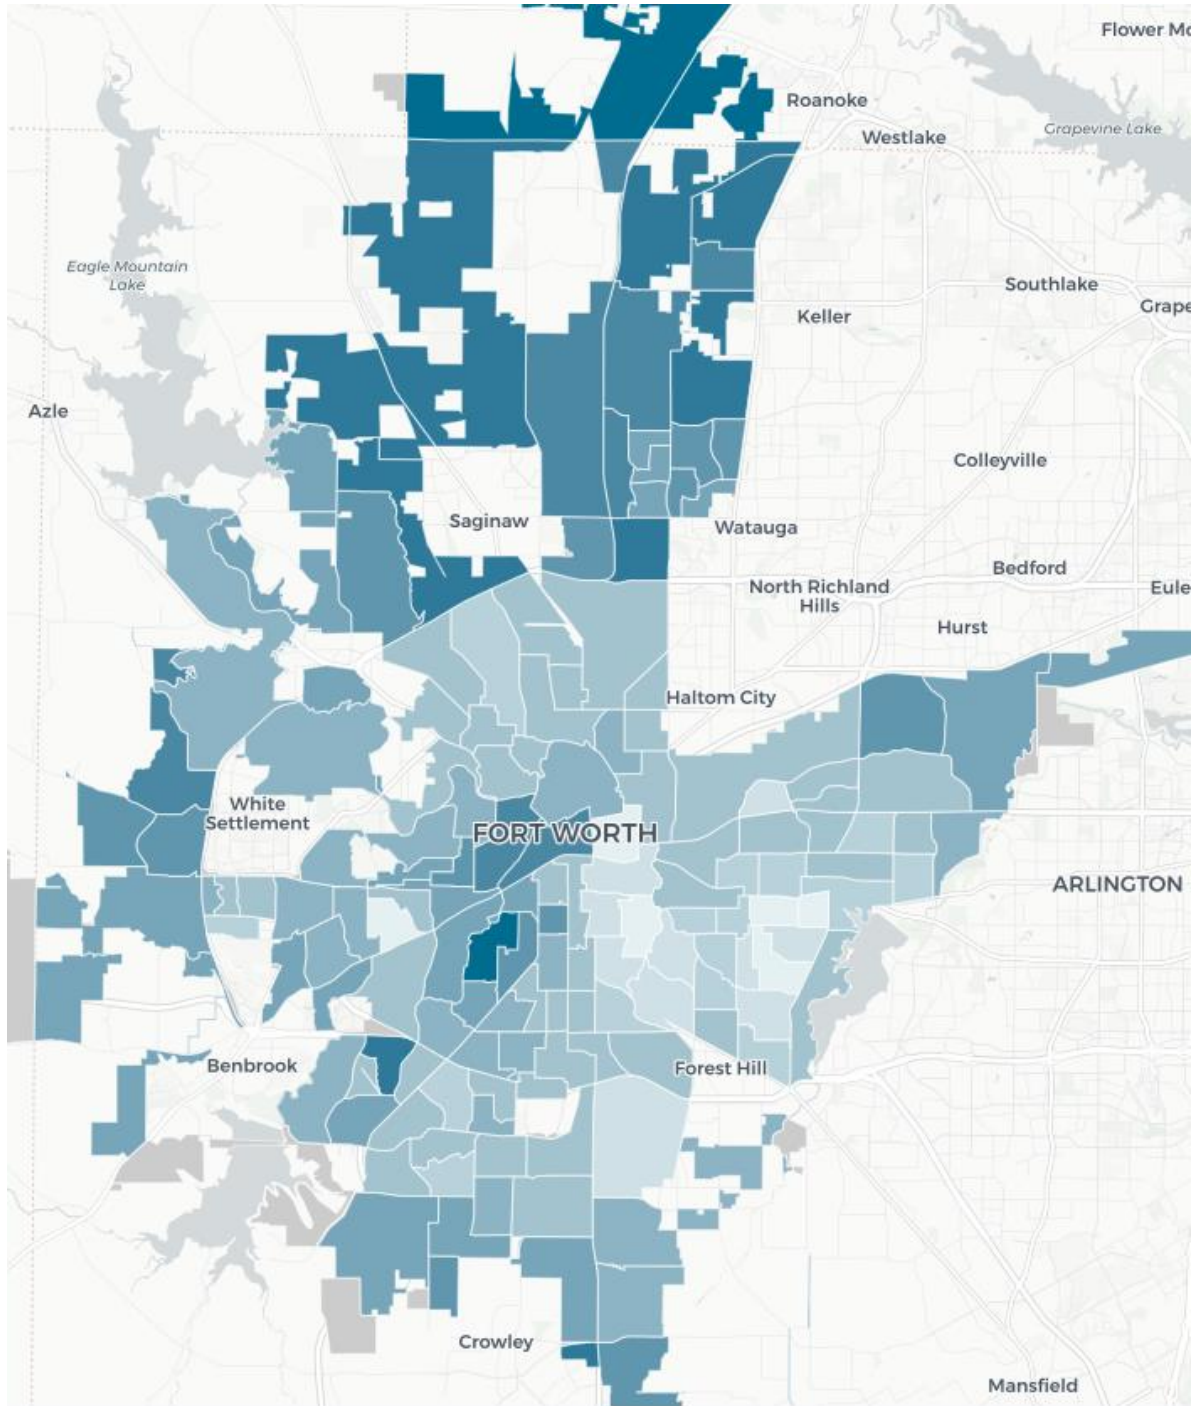 Flower Mo
Roanoke
Westlake
Grapevine Lake
Eagle Mountain
Lake
Southlake
Grape
Keller
Azle
Colleyville
Saginaw
Watauga
Bedford
North Richland
Hills
Eule
Hurst
Haltom City
White
Settlement
FORT WORTH
ARLINGTON
Benbrook
Forest Hill
Crowley
Mansfield